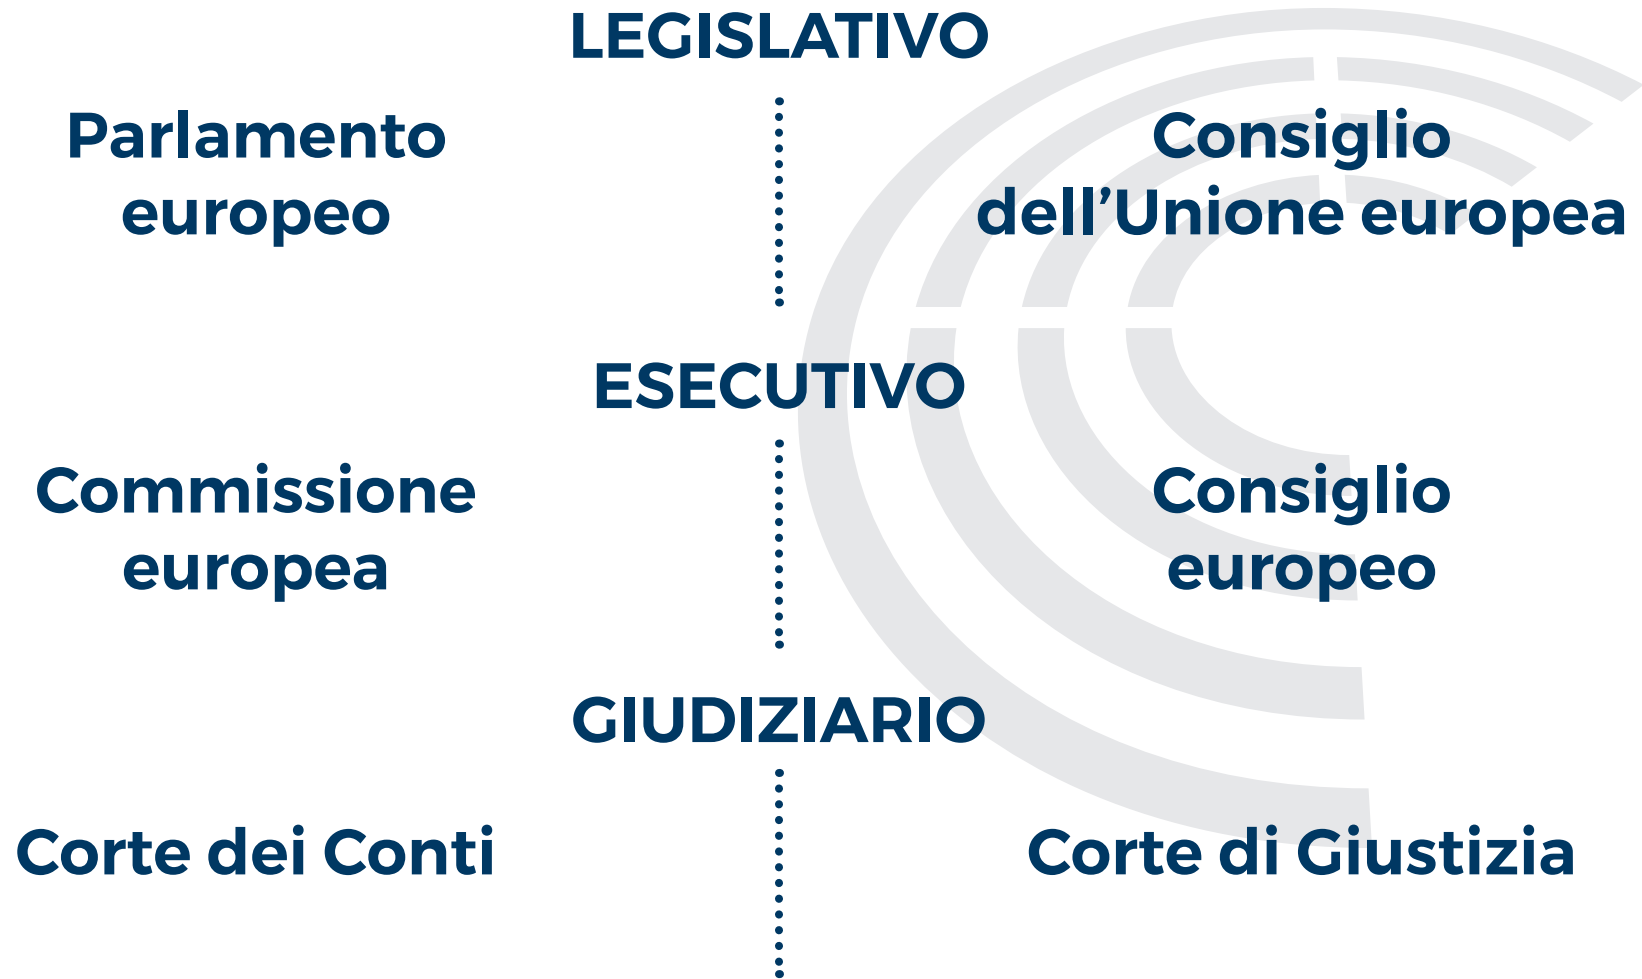 LEGISLATIVO
Parlamento
europeo
Consiglio
dell’Unione europea
ESECUTIVO
Commissione
europea
Consiglio
europeo
GIUDIZIARIO
Corte dei Conti
Corte di Giustizia